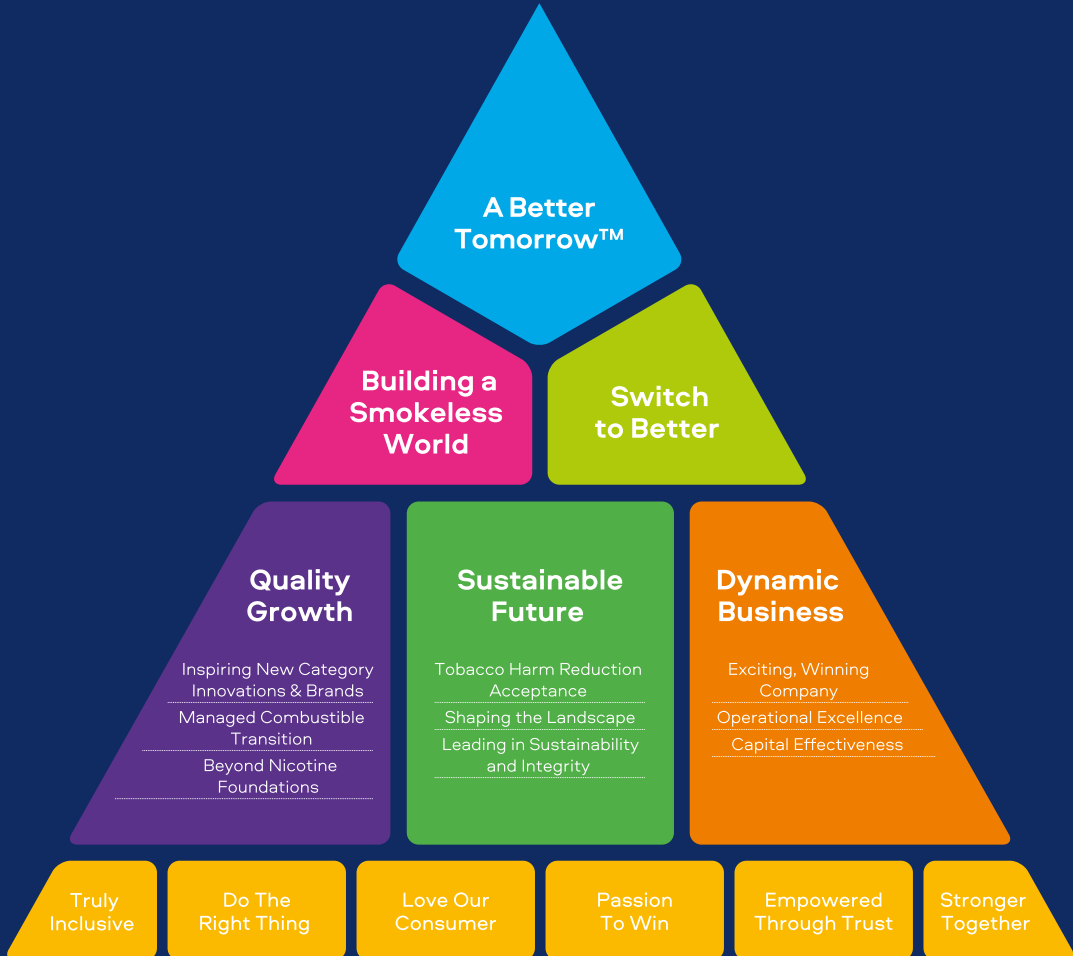 A Better
Tomorrow™
Building a
Smokeless
World
Switch
to Better
Quality
Growth
Inspiring New Category
Innovations & Brands
Managed Combustible
Transition
Beyond Nicotine
Foundations
Sustainable
Future
Tobacco Harm Reduction
Acceptance
Shaping the Landscape
Leading in Sustainability
and Integrity
Dynamic
Business
Exciting, Winning
Company
Operational Excellence
Capital Effectiveness
Truly
Inclusive
Do The
Right Thing
Love Our
Consumer
Passion
To Win
Empowered
Through Trust
Stronger
Together